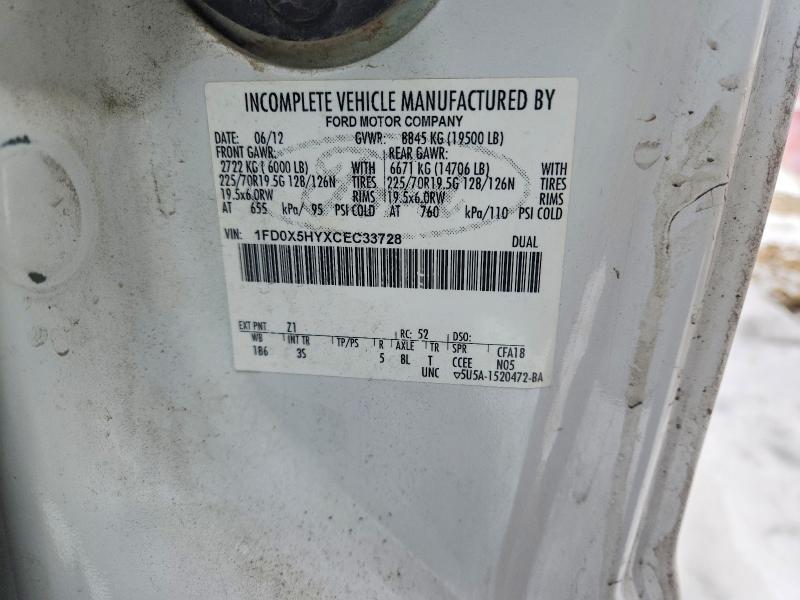 INCOMPLETE VEHICLE MANUFACTURED BY
FORD MOTOR COMPANY
DATE: 06/12 GVWR: 8845 KG (19500 LB)
FRONT GAWR: REAR GAWR:
2722 KG ( 6000 LB) WITH 6671 KG (14706 LB) WITH
225/70R19.5G 128/126N TIRES 225/70R19.5G 128/126N TIRES
19.5x6.0RW RIMS 19.5x6.0RW RIMS
AT 655 kPa/ 95 PSI COLD AT 760 kPa/110 PSI COLD
VIN: 1FD0X5HYXCEC33728 DUAL
EXT PNT Z1 RC: 52 DSO:
WB INT TR TP/PS R AXLE TR SPR CFA18
186 3S 5 8L T CCEE N05
UNC ▽5U5A-1520472-BA